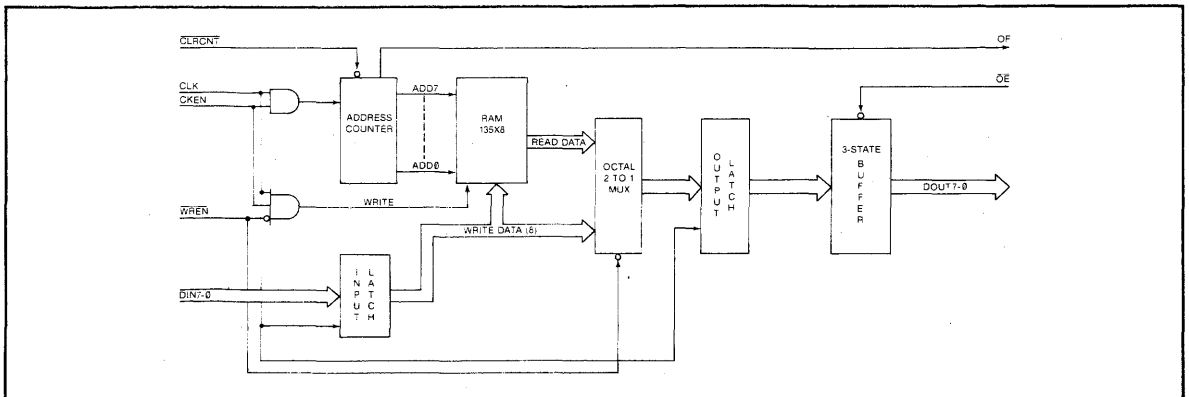 CLRCNT
OF
CLK
CKEN
ADDRESS
COUNTER
ADD7
ADD0
RAM
135X8
READ DATA
OCTAL
2 TO 1
MUX
OUTPUT
LATCH
OE
3-STATE
BUFFER
DOUT7-0
WREN
WRITE
WRITE DATA (8)
DIN7-0
INPUT
LATCH